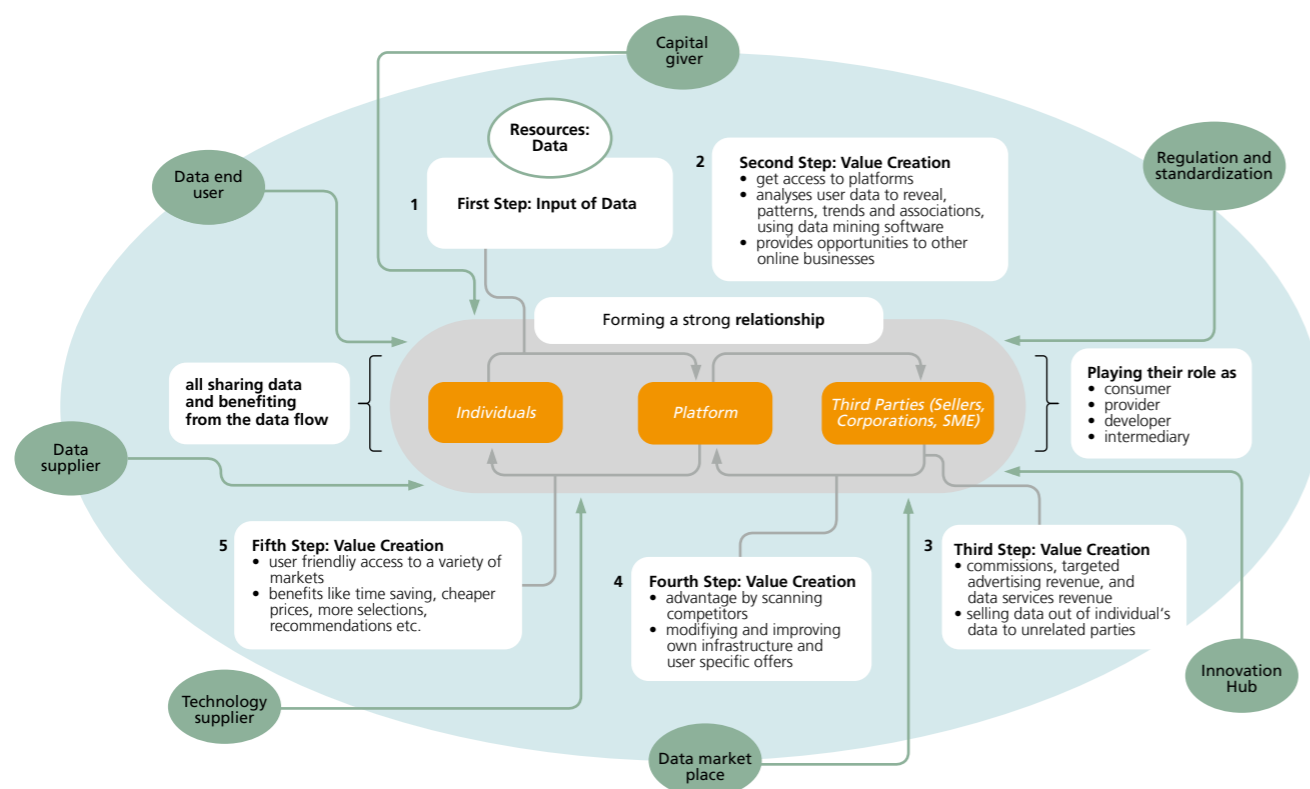 Capital
giver
Resources:
Data
Data end
user
Regulation and
standardization
1
First Step: Input of Data
2
Second Step: Value Creation
• get access to platforms
• analyses user data to reveal,
patterns, trends and associations,
using data mining software
• provides opportunities to other
online businesses
Forming a strong relationship
all sharing data
and benefiting
from the data flow
Individuals
Platform
Third Parties (Sellers,
Corporations, SME)
Playing their role as
• consumer
• provider
• developer
• intermediary
Data
supplier
5
Fifth Step: Value Creation
• user friendliy access to a variety of
markets
• benefits like time saving, cheaper
prices, more selections,
recommendations etc.
4
Fourth Step: Value Creation
• advantage by scanning
competitors
• modifiying and improving
own infrastructure and
user specific offers
3
Third Step: Value Creation
• commissions, targeted
advertising revenue, and
data services revenue
• selling data out of individual's
data to unrelated parties
Technology
supplier
Data market
place
Innovation
Hub